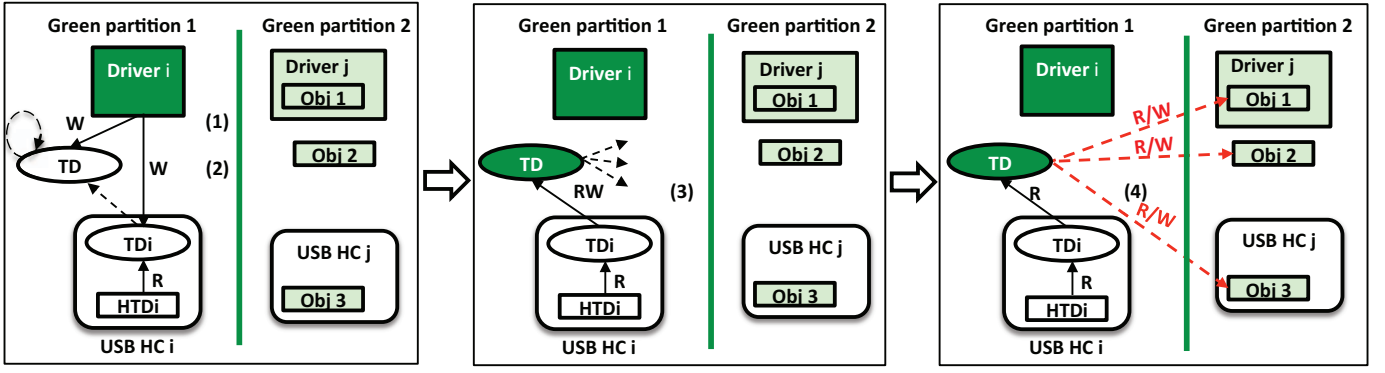 Green partition 1
Green partition 2
Driver i
Driver j
Obj 1
W
(1)
W
(2)
TD
Obj 2
TDi
USB HC j
R
HTDi
Obj 3
USB HC i
Green partition 1
Green partition 2
Driver i
Driver j
Obj 1
TD
Obj 2
RW
(3)
TDi
USB HC j
R
HTDi
Obj 3
USB HC i
Green partition 1
Green partition 2
Driver i
Driver j
Obj 1
R/W
TD
R/W
Obj 2
R
(4)
R/W
TDi
USB HC j
R
HTDi
Obj 3
USB HC i